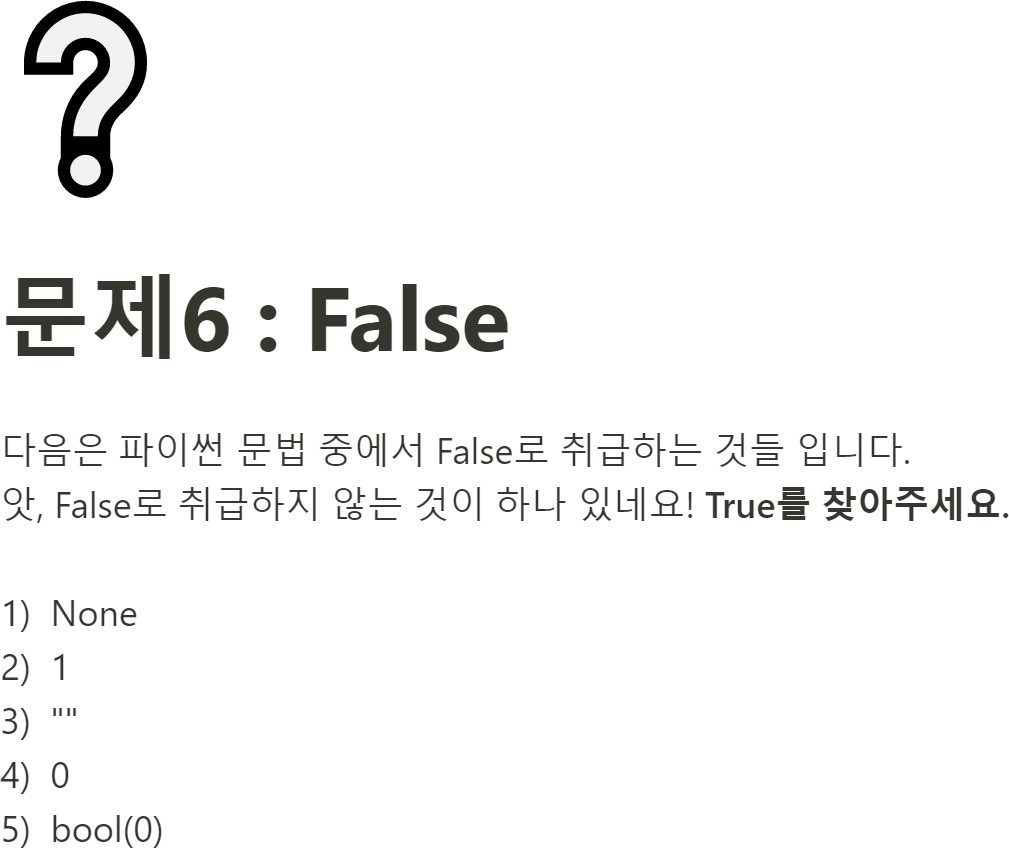 문제6 : False
다음은 파이썬 문법 중에서 False로 취급하는 것들 입니다.
앗, False로 취급하지 않는 것이 하나 있네요! True를 찾아주세요.
1) None
2) 1
3) ""
4) 0
5) bool(0)